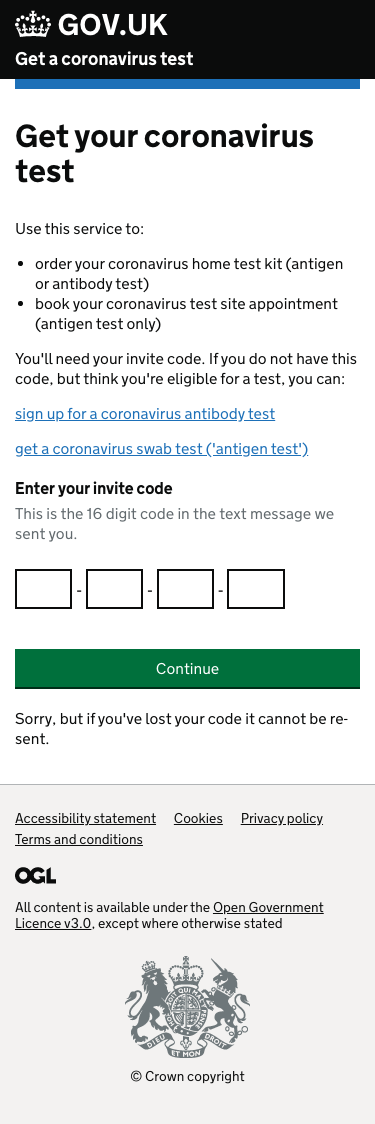 GOV.UK
Get a coronavirus test
Get your coronavirus
test
Use this service to:
order your coronavirus home test kit (antigen
or antibody test)
book your coronavirus test site appointment
(antigen test only)
You'll need your invite code. If you do not have this
code, but think you're eligible for a test, you can:
sign up for a coronavirus antibody test
get a coronavirus swab test ('antigen test')
Enter your invite code
This is the 16 digit code in the text message we
sent you.
- - -
Continue
Sorry, but if you've lost your code it cannot be re-
sent.
Accessibility statement Cookies Privacy policy
Terms and conditions
OGL
All content is available under the Open Government
Licence v3.0, except where otherwise stated
DIEU ET MON DROIT
© Crown copyright